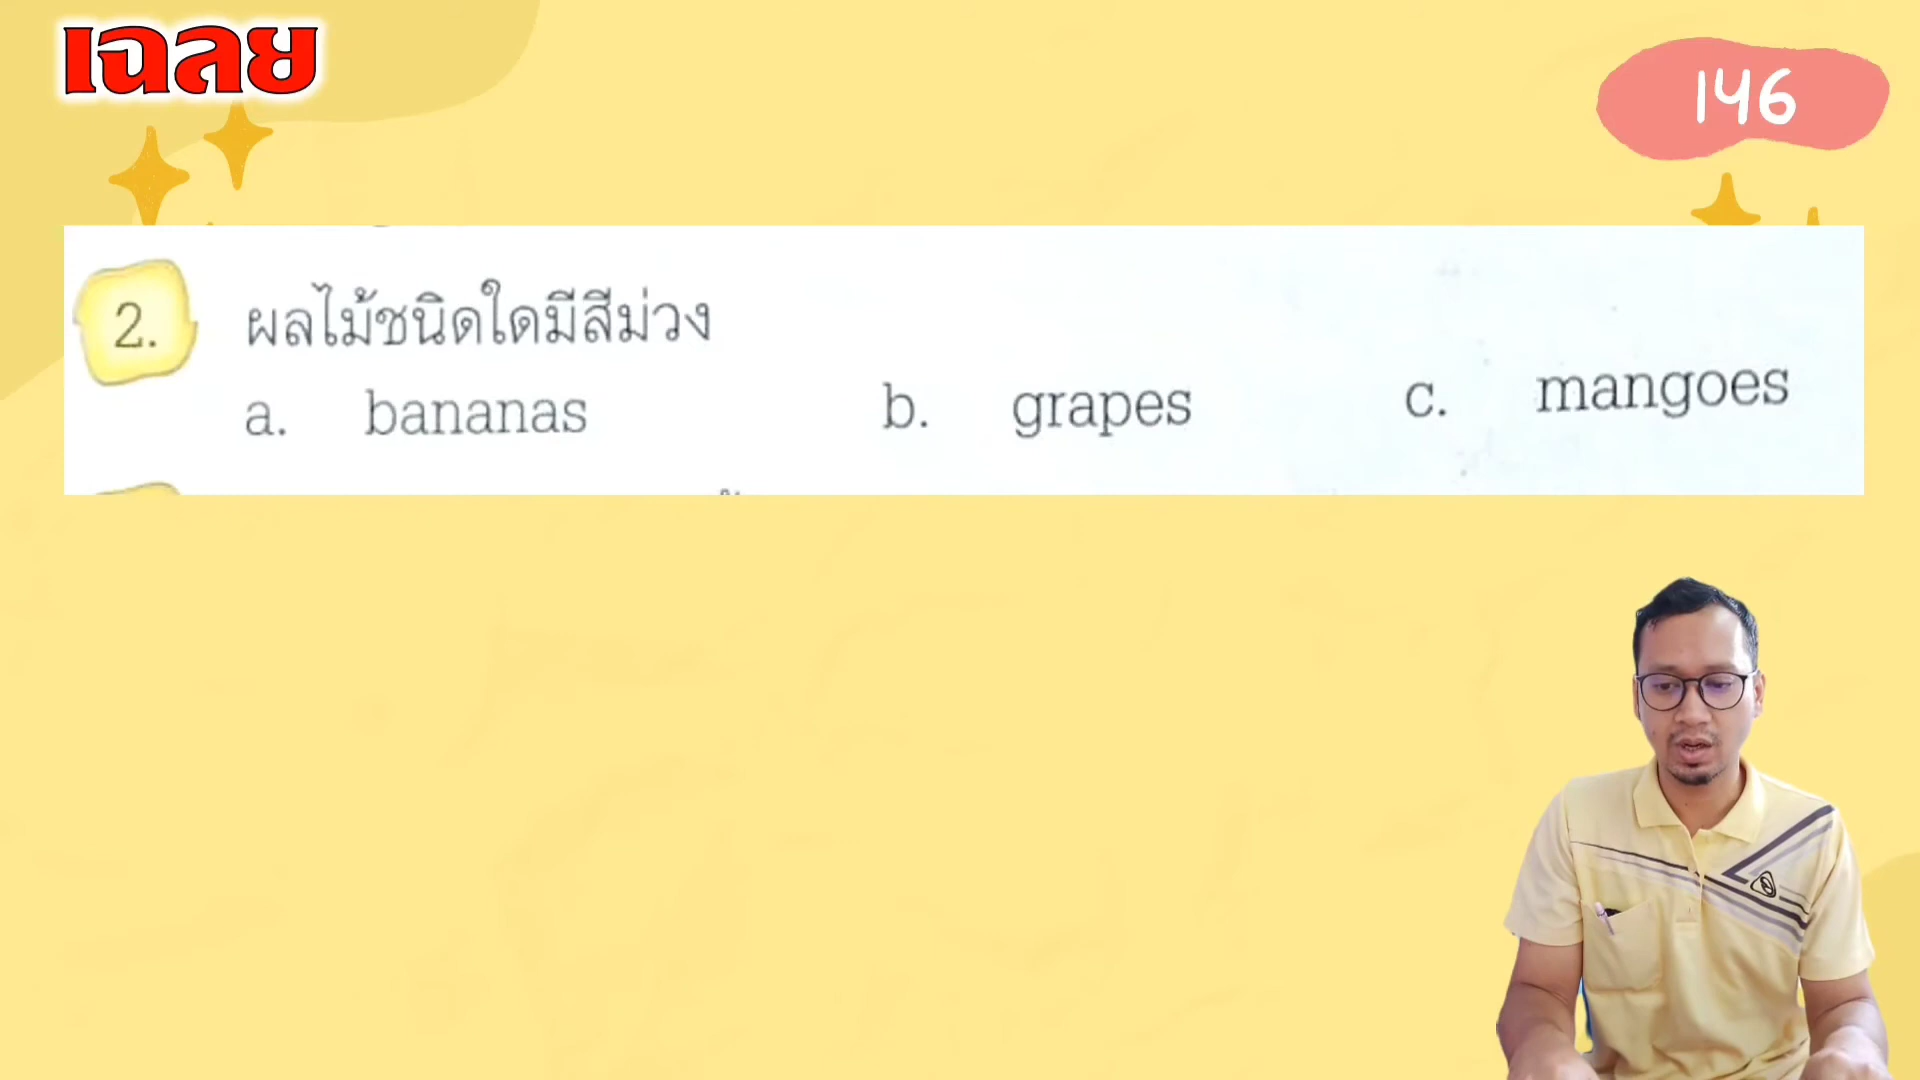 เฉลย
146
2. ผลไม้ชนิดใดมีสีม่วง
a. bananas b. grapes c. mangoes